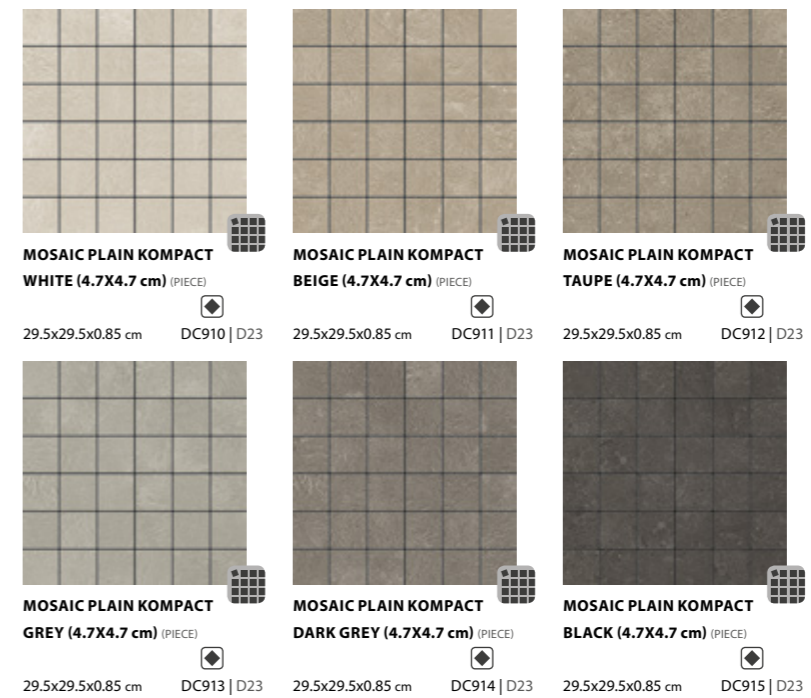 MOSAIC PLAIN KOMPACT
WHITE (4.7X4.7 cm) (PIECE)
29.5x29.5x0.85 cm DC910 | D23
MOSAIC PLAIN KOMPACT
BEIGE (4.7X4.7 cm) (PIECE)
29.5x29.5x0.85 cm DC911 | D23
MOSAIC PLAIN KOMPACT
TAUPE (4.7X4.7 cm) (PIECE)
29.5x29.5x0.85 cm DC912 | D23
MOSAIC PLAIN KOMPACT
GREY (4.7X4.7 cm) (PIECE)
29.5x29.5x0.85 cm DC913 | D23
MOSAIC PLAIN KOMPACT
DARK GREY (4.7X4.7 cm) (PIECE)
29.5x29.5x0.85 cm DC914 | D23
MOSAIC PLAIN KOMPACT
BLACK (4.7X4.7 cm) (PIECE)
29.5x29.5x0.85 cm DC915 | D23